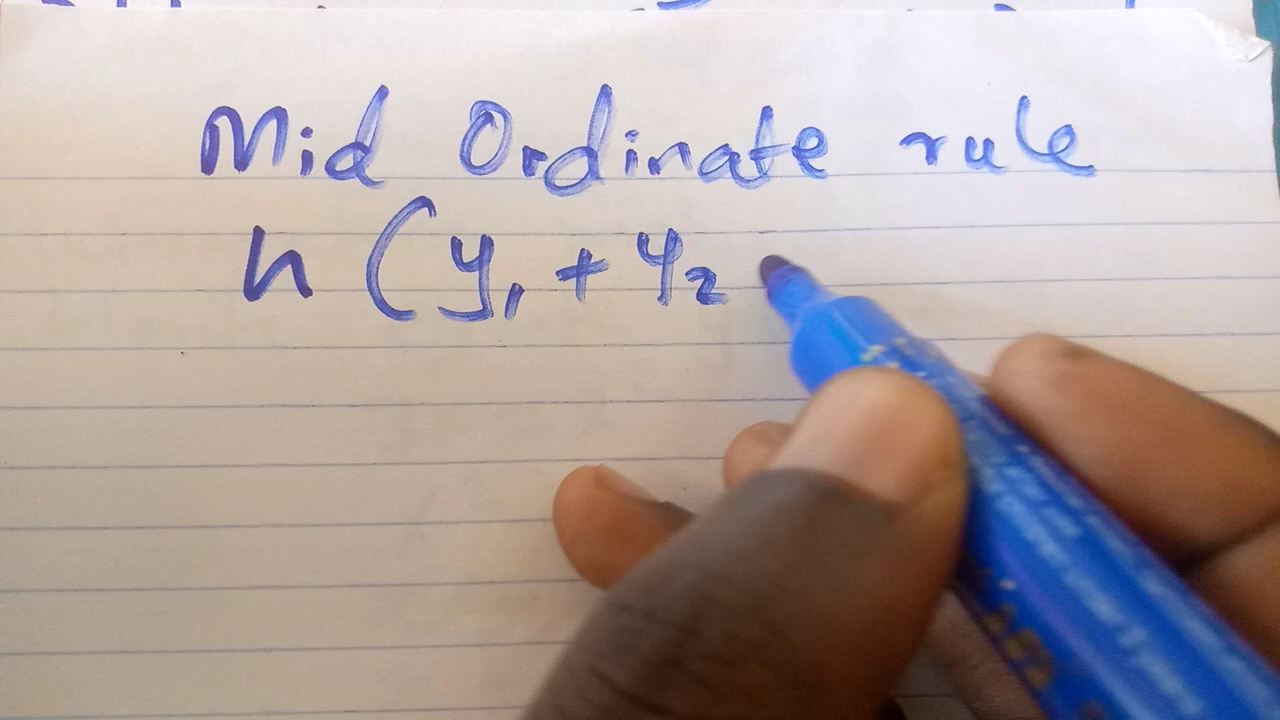 Mid Ordinate rule
h (y₁ + y₂